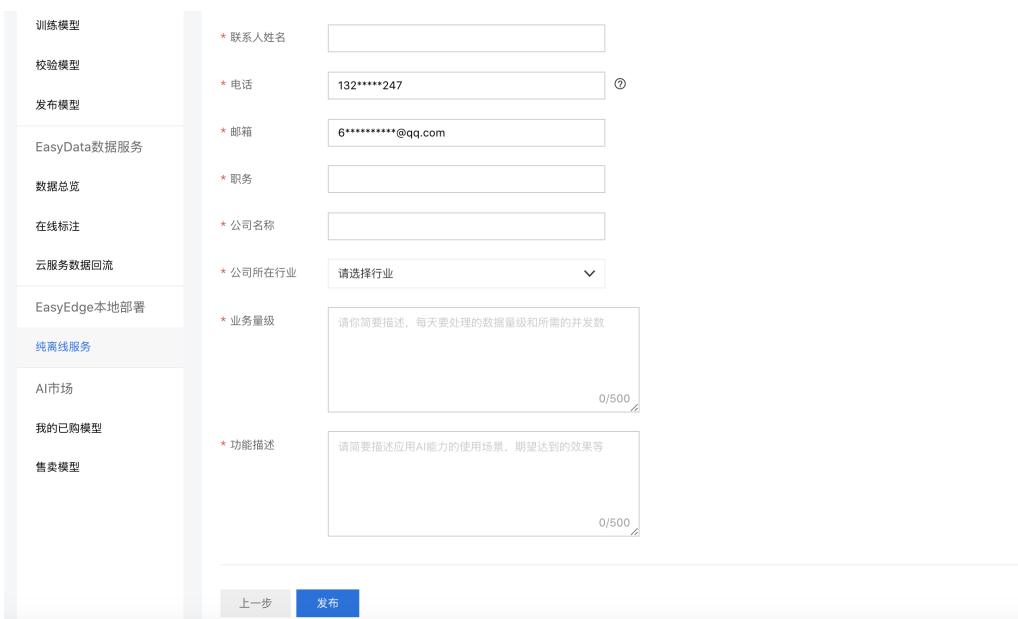 训练模型
校验模型
发布模型
EasyData数据服务
数据总览
在线标注
云服务数据回流
EasyEdge本地部署
纯离线服务
AI市场
我的已购模型
售卖模型
* 联系人姓名
* 电话 132*****247
* 邮箱 6**********@qq.com
* 职务
* 公司名称
* 公司所在行业 请选择行业
* 业务量级 请你简要描述，每天要处理的数据量级和所需的并发数
0/500
* 功能描述 请简要描述应用AI能力的使用场景，期望达到的效果等
0/500
上一步 发布